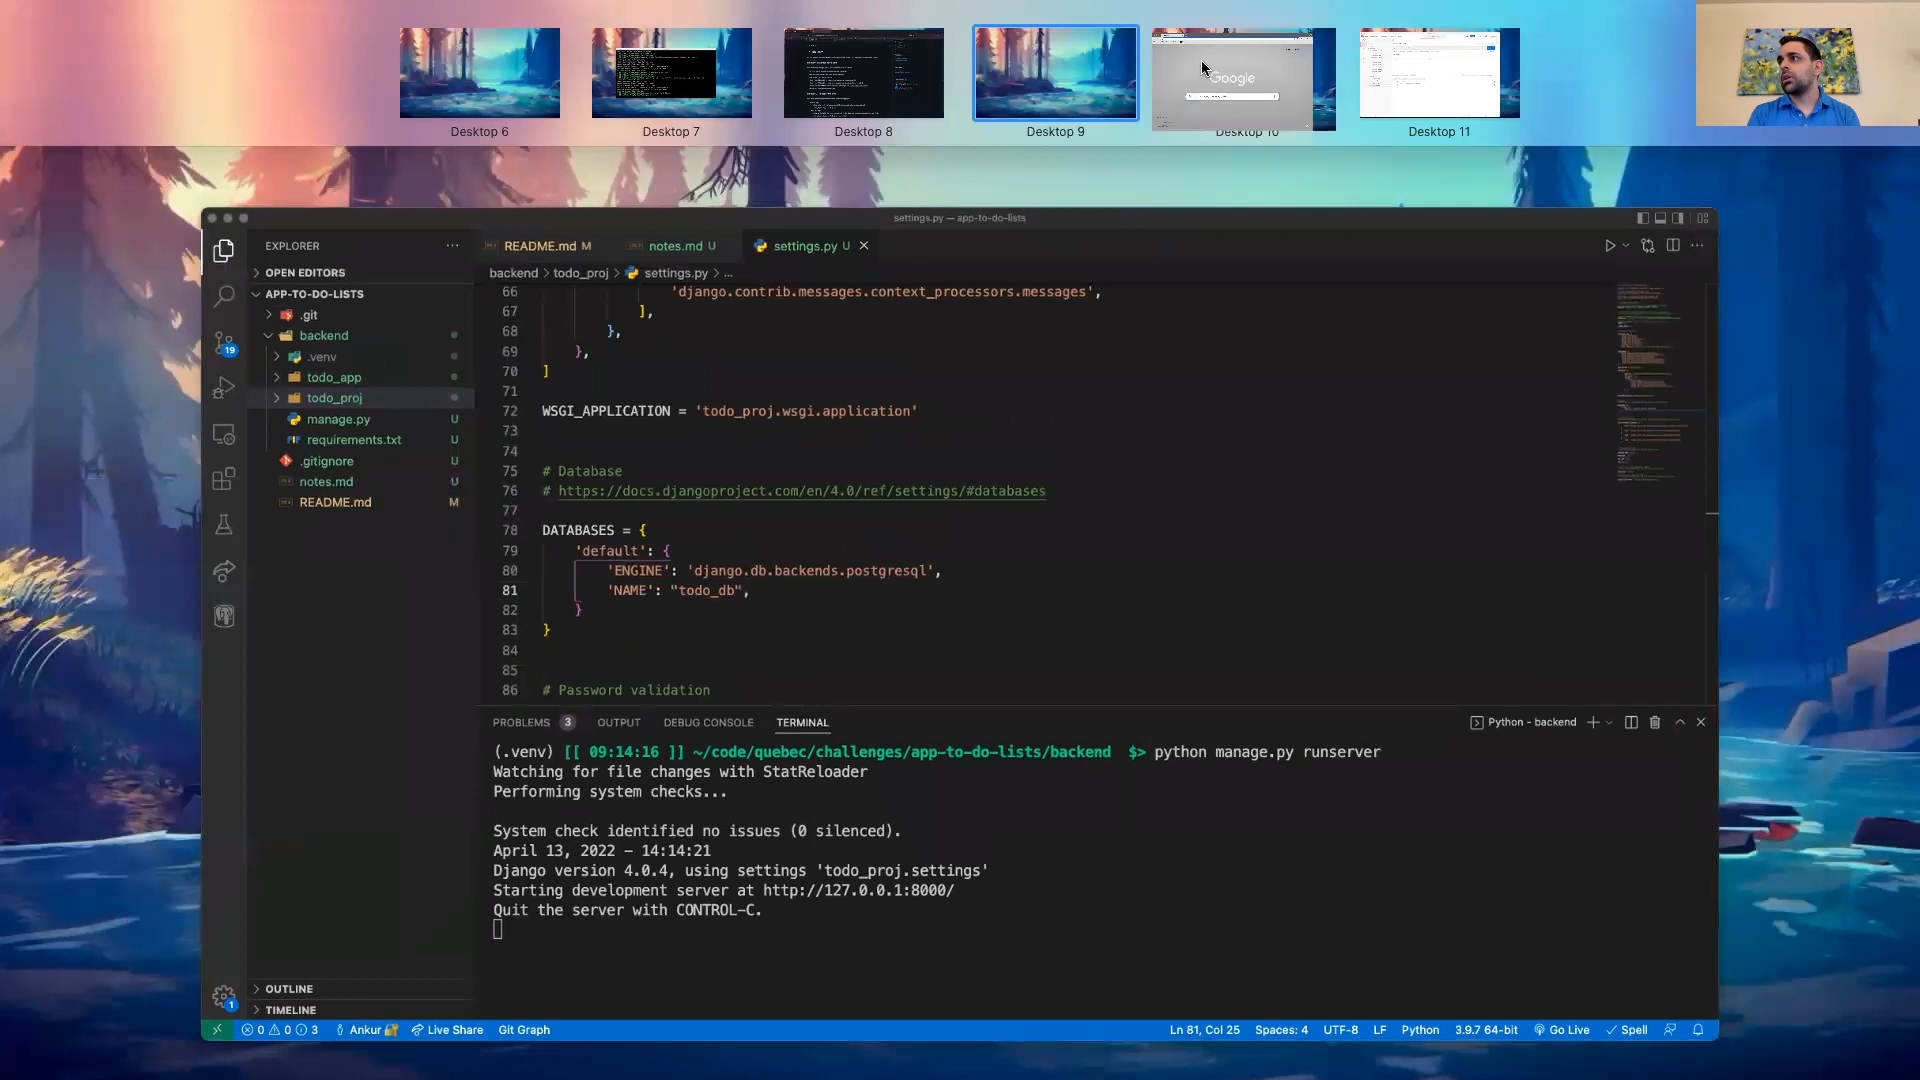 Google
Desktop 6
Desktop 7
Desktop 8
Desktop 9
Desktop 10
Desktop 11
settings.py — app-to-do-lists
EXPLORER
README.md M
notes.md U
settings.py U
OPEN EDITORS
backend > todo_proj > settings.py > ...
APP-TO-DO-LISTS
.git
backend
.venv
todo_app
todo_proj
manage.py U
requirements.txt U
.gitignore U
notes.md U
README.md M
19
66 'django.contrib.messages.context_processors.messages',
67 ],
68 },
69 },
70 ]
71
72 WSGI_APPLICATION = 'todo_proj.wsgi.application'
73
74
75 # Database
76 # https://docs.djangoproject.com/en/4.0/ref/settings/#databases
77
78 DATABASES = {
79 'default': {
80 'ENGINE': 'django.db.backends.postgresql',
81 'NAME': "todo_db",
82 }
83 }
84
85
86 # Password validation
PROBLEMS 3 OUTPUT DEBUG CONSOLE TERMINAL
Python - backend
(.venv) [[ 09:14:16 ]] ~/code/quebec/challenges/app-to-do-lists/backend $> python manage.py runserver
Watching for file changes with StatReloader
Performing system checks...
System check identified no issues (0 silenced).
April 13, 2022 - 14:14:21
Django version 4.0.4, using settings 'todo_proj.settings'
Starting development server at http://127.0.0.1:8000/
Quit the server with CONTROL-C.
OUTLINE
TIMELINE
1
0 0 3 Ankur Live Share Git Graph
Ln 81, Col 25 Spaces: 4 UTF-8 LF Python 3.9.7 64-bit Go Live Spell